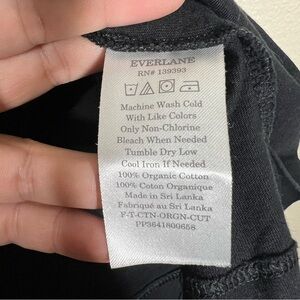 EVERLANE
RN# 139393
Machine Wash Cold
With Like Colors
Only Non-Chlorine
Bleach When Needed
Tumble Dry Low
Cool Iron If Needed
100% Organic Cotton
100% Coton Organique
Made in Sri Lanka
Fabriqué au Sri Lanka
F-T-CTN-ORGN-CUT
PP3641800658